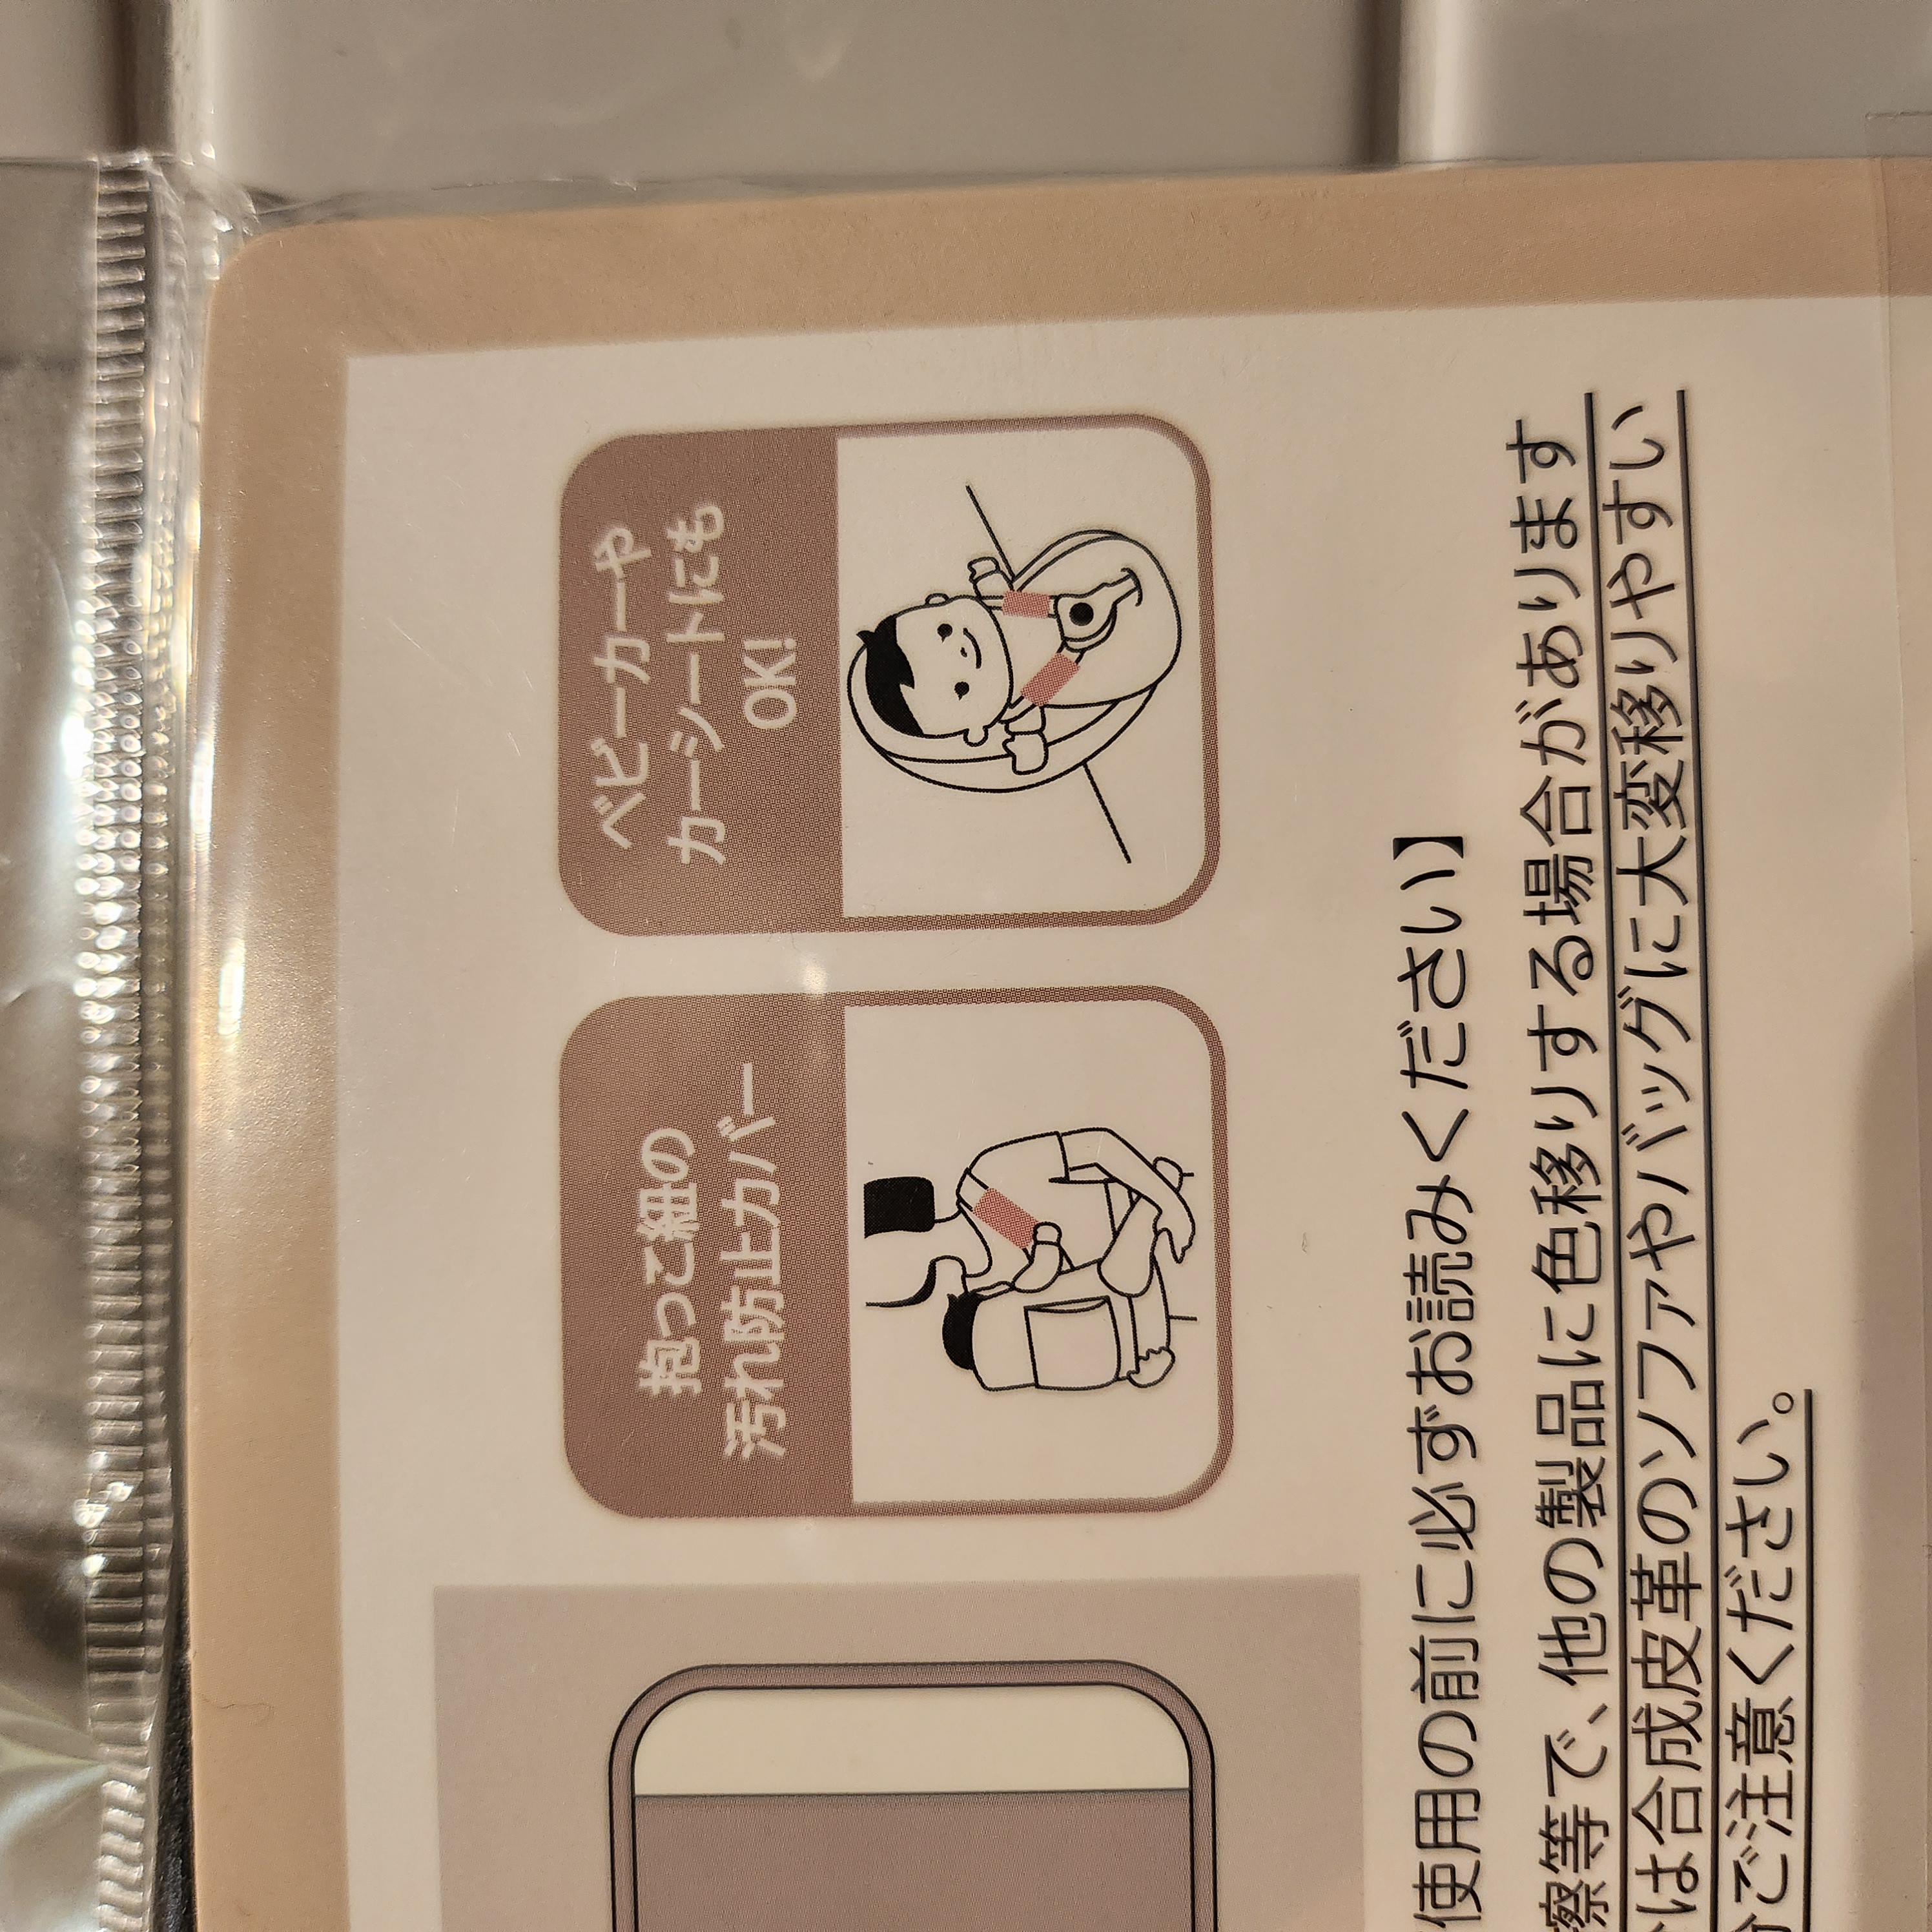 抱っこ紐の
汚れ防止カバー
ベビーカーや
カーシートにも
OK!
使用の前に必ずお読みください】
擦等で、他の製品に色移りする場合があります
は合成皮革のソファやバッグに大変移りやすい
でご注意ください。